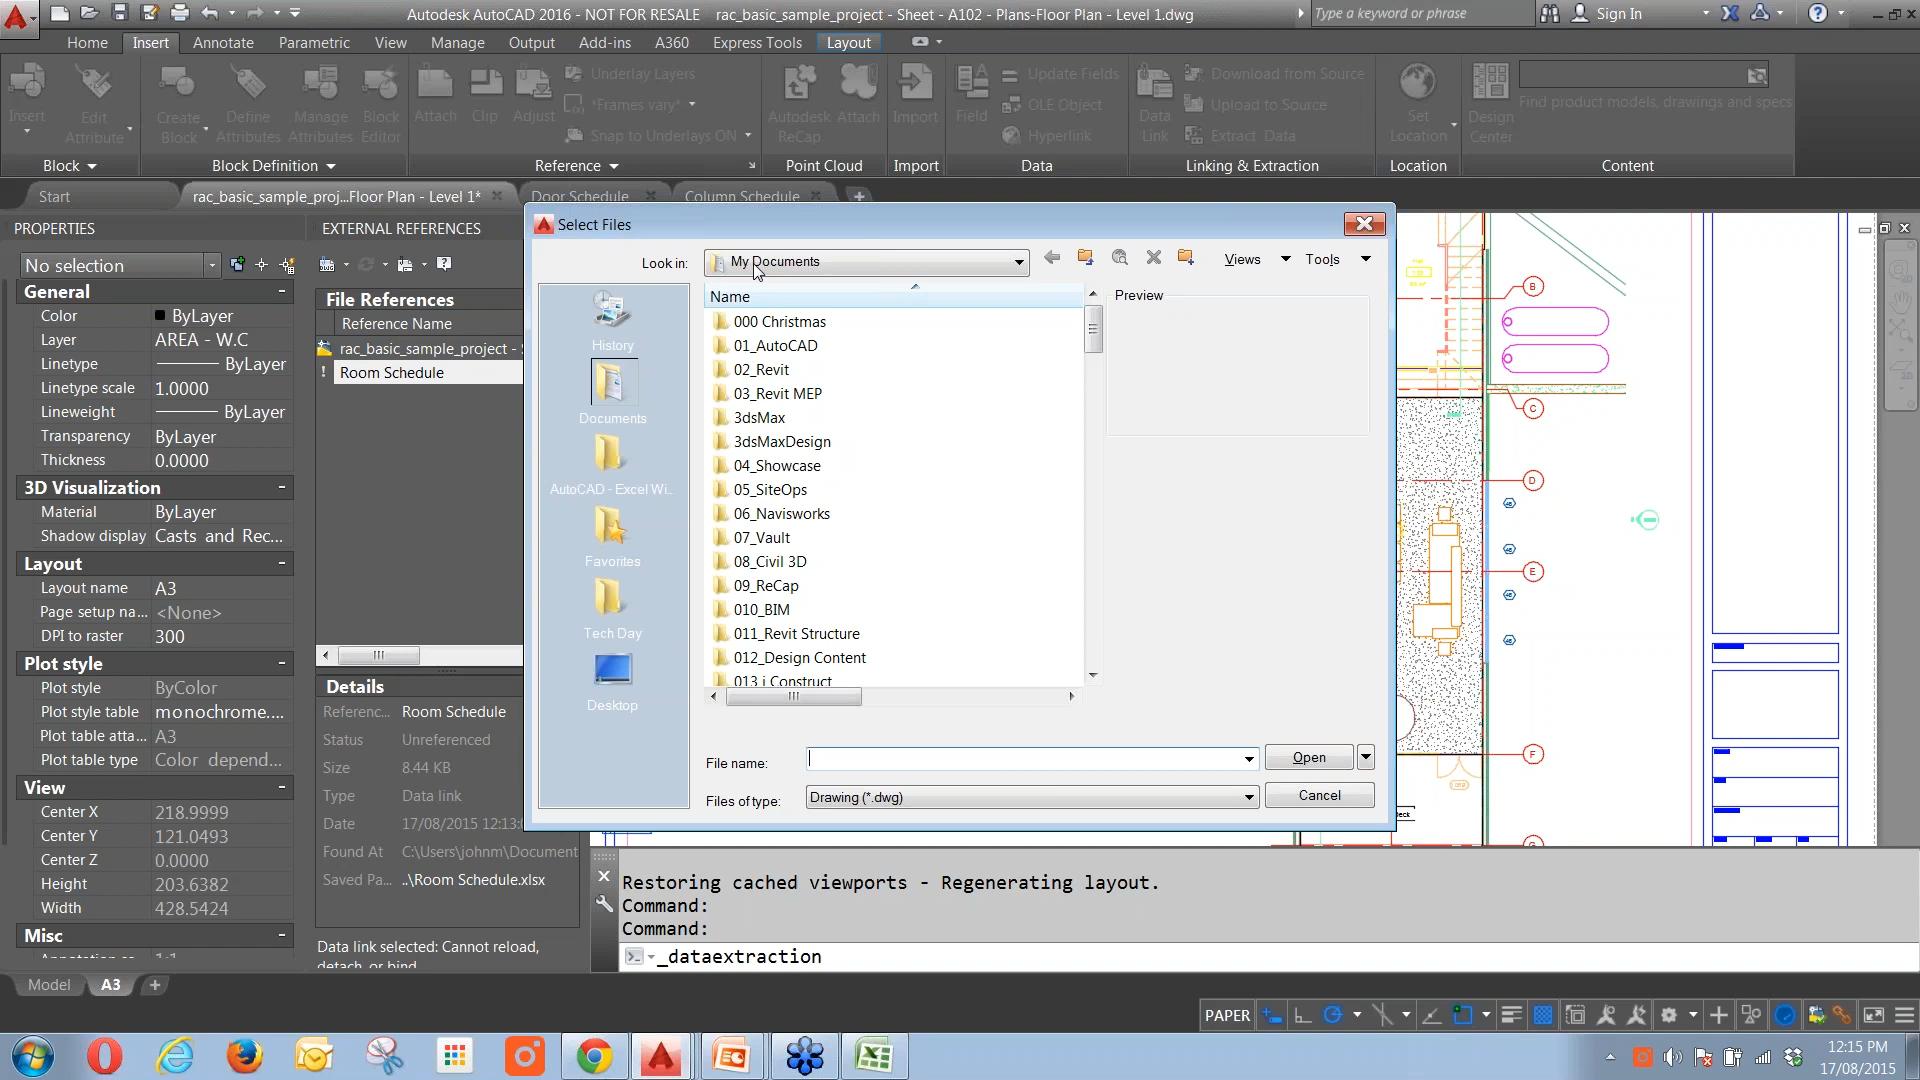 Autodesk AutoCAD 2016 - NOT FOR RESALE   rac_basic_sample_project - Sheet - A102 - Plans-Floor Plan - Level 1.dwg
Type a keyword or phrase
Sign In
Home
Insert
Annotate
Parametric
View
Manage
Output
Add-ins
A360
Express Tools
Layout
Insert
Edit Attribute
Create Block
Define Attributes
Manage Attributes
Block Editor
Attach
Clip
Adjust
Underlay Layers
*Frames vary*
Snap to Underlays ON
Autodesk ReCap
Attach
Import
Field
Update Fields
OLE Object
Hyperlink
Data Link
Download from Source
Upload to Source
Extract Data
Set Location
Design Center
Find product models, drawings and specs
Block
Block Definition
Reference
Point Cloud
Import
Data
Linking & Extraction
Location
Content
Start
rac_basic_sample_proj...Floor Plan - Level 1*
Door Schedule
Column Schedule
PROPERTIES
No selection
General
Color ByLayer
Layer AREA - W.C
Linetype ByLayer
Linetype scale 1.0000
Lineweight ByLayer
Transparency ByLayer
Thickness 0.0000
3D Visualization
Material ByLayer
Shadow display Casts and Rec...
Layout
Layout name A3
Page setup na... <None>
DPI to raster 300
Plot style
Plot style ByColor
Plot style table monochrome....
Plot table atta... A3
Plot table type Color depend...
View
Center X 218.9999
Center Y 121.0493
Center Z 0.0000
Height 203.6382
Width 428.5424
Misc
EXTERNAL REFERENCES
File References
Reference Name
rac_basic_sample_project -
! Room Schedule
Details
Referenc... Room Schedule
Status Unreferenced
Size 8.44 KB
Type Data link
Date 17/08/2015 12:13:
Found At C:\Users\johnm\Document
Saved Pa... ..\Room Schedule.xlsx
Data link selected: Cannot reload,
detach, or bind.
Select Files
Look in:
My Documents
Views
Tools
History
Documents
AutoCAD - Excel Wi...
Favorites
Tech Day
Desktop
Name
000 Christmas
01_AutoCAD
02_Revit
03_Revit MEP
3dsMax
3dsMaxDesign
04_Showcase
05_SiteOps
06_Navisworks
07_Vault
08_Civil 3D
09_ReCap
010_BIM
011_Revit Structure
012_Design Content
013 i Construct
Preview
File name:
Open
Files of type:
Drawing (*.dwg)
Cancel
B
C
D
E
F
G
Restoring cached viewports - Regenerating layout.
Command:
Command:
_dataextraction
Model
A3
PAPER
12:15 PM
17/08/2015